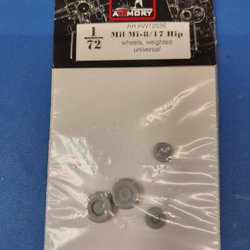 ARMORY
AR AW72036
1
72
Mil Mi-8/17 Hip
wheels, weighted
universal